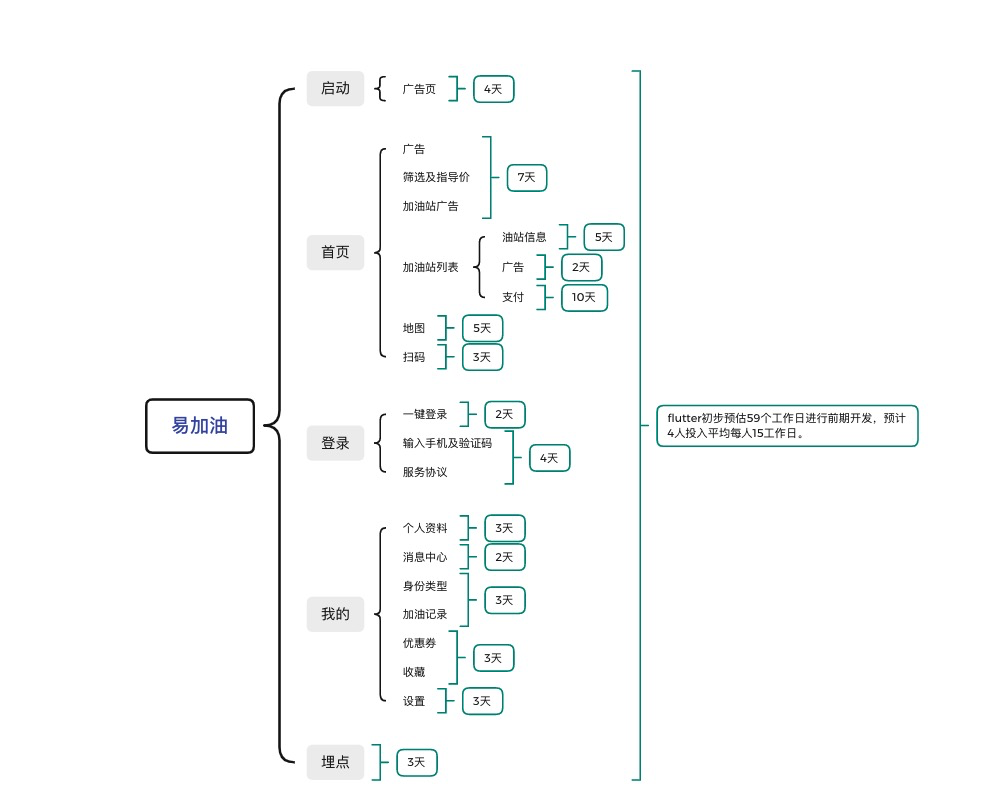 启动
广告页
4天
广告
筛选及指导价
7天
加油站广告
油站信息
5天
首页
加油站列表
广告
2天
支付
10天
地图
5天
扫码
3天
易加油
一键登录
2天
登录
输入手机及验证码
4天
服务协议
flutter初步预估59个工作日进行前期开发，预计
4人投入平均每人15工作日。
个人资料
3天
消息中心
2天
身份类型
3天
我的
加油记录
优惠券
3天
收藏
设置
3天
埋点
3天